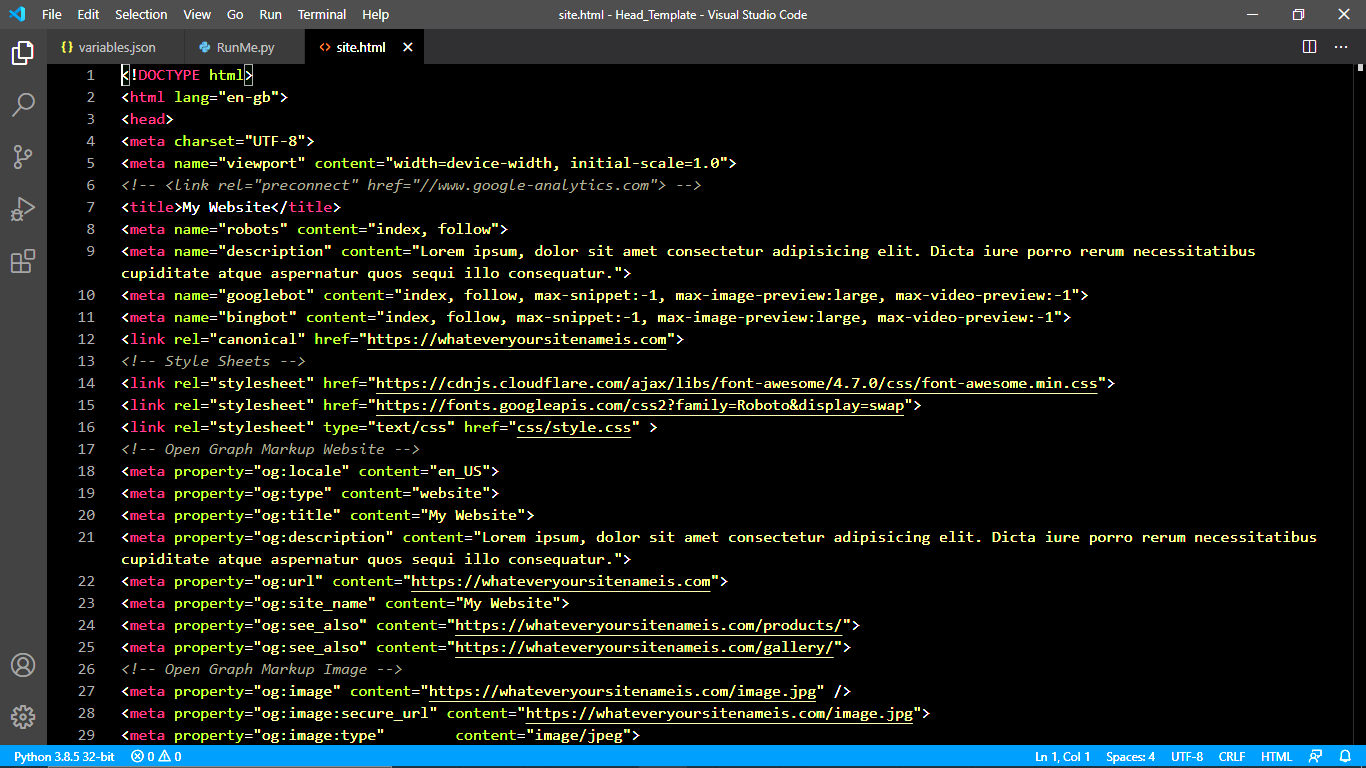 File Edit Selection View Go Run Terminal Help site.html - Head_Template - Visual Studio Code
{} variables.json RunMe.py <> site.html
1 <!DOCTYPE html>
2 <html lang="en-gb">
3 <head>
4 <meta charset="UTF-8">
5 <meta name="viewport" content="width=device-width, initial-scale=1.0">
6 <!-- <link rel="preconnect" href="//www.google-analytics.com"> -->
7 <title>My Website</title>
8 <meta name="robots" content="index, follow">
9 <meta name="description" content="Lorem ipsum, dolor sit amet consectetur adipisicing elit. Dicta iure porro rerum necessitatibus
cupiditate atque aspernatur quos sequi illo consequatur.">
10 <meta name="googlebot" content="index, follow, max-snippet:-1, max-image-preview:large, max-video-preview:-1">
11 <meta name="bingbot" content="index, follow, max-snippet:-1, max-image-preview:large, max-video-preview:-1">
12 <link rel="canonical" href="https://whateveryoursitenameis.com">
13 <!-- Style Sheets -->
14 <link rel="stylesheet" href="https://cdnjs.cloudflare.com/ajax/libs/font-awesome/4.7.0/css/font-awesome.min.css">
15 <link rel="stylesheet" href="https://fonts.googleapis.com/css2?family=Roboto&display=swap">
16 <link rel="stylesheet" type="text/css" href="css/style.css" >
17 <!-- Open Graph Markup Website -->
18 <meta property="og:locale" content="en_US">
19 <meta property="og:type" content="website">
20 <meta property="og:title" content="My Website">
21 <meta property="og:description" content="Lorem ipsum, dolor sit amet consectetur adipisicing elit. Dicta iure porro rerum necessitatibus
cupiditate atque aspernatur quos sequi illo consequatur.">
22 <meta property="og:url" content="https://whateveryoursitenameis.com">
23 <meta property="og:site_name" content="My Website">
24 <meta property="og:see_also" content="https://whateveryoursitenameis.com/products/">
25 <meta property="og:see_also" content="https://whateveryoursitenameis.com/gallery/">
26 <!-- Open Graph Markup Image -->
27 <meta property="og:image" content="https://whateveryoursitenameis.com/image.jpg" />
28 <meta property="og:image:secure_url" content="https://whateveryoursitenameis.com/image.jpg">
29 <meta property="og:image:type" content="image/jpeg">
Python 3.8.5 32-bit 0 0 Ln 1, Col 1 Spaces: 4 UTF-8 CRLF HTML